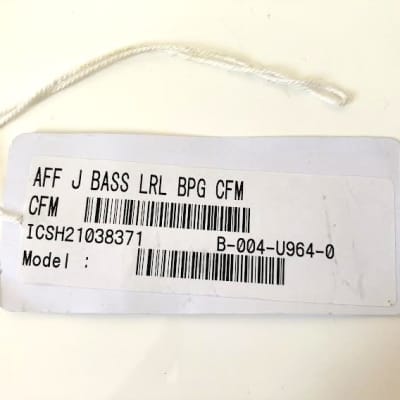 AFF J BASS LRL BPG CFM
CFM
ICSH21038371 B-004-U964-0
Model :